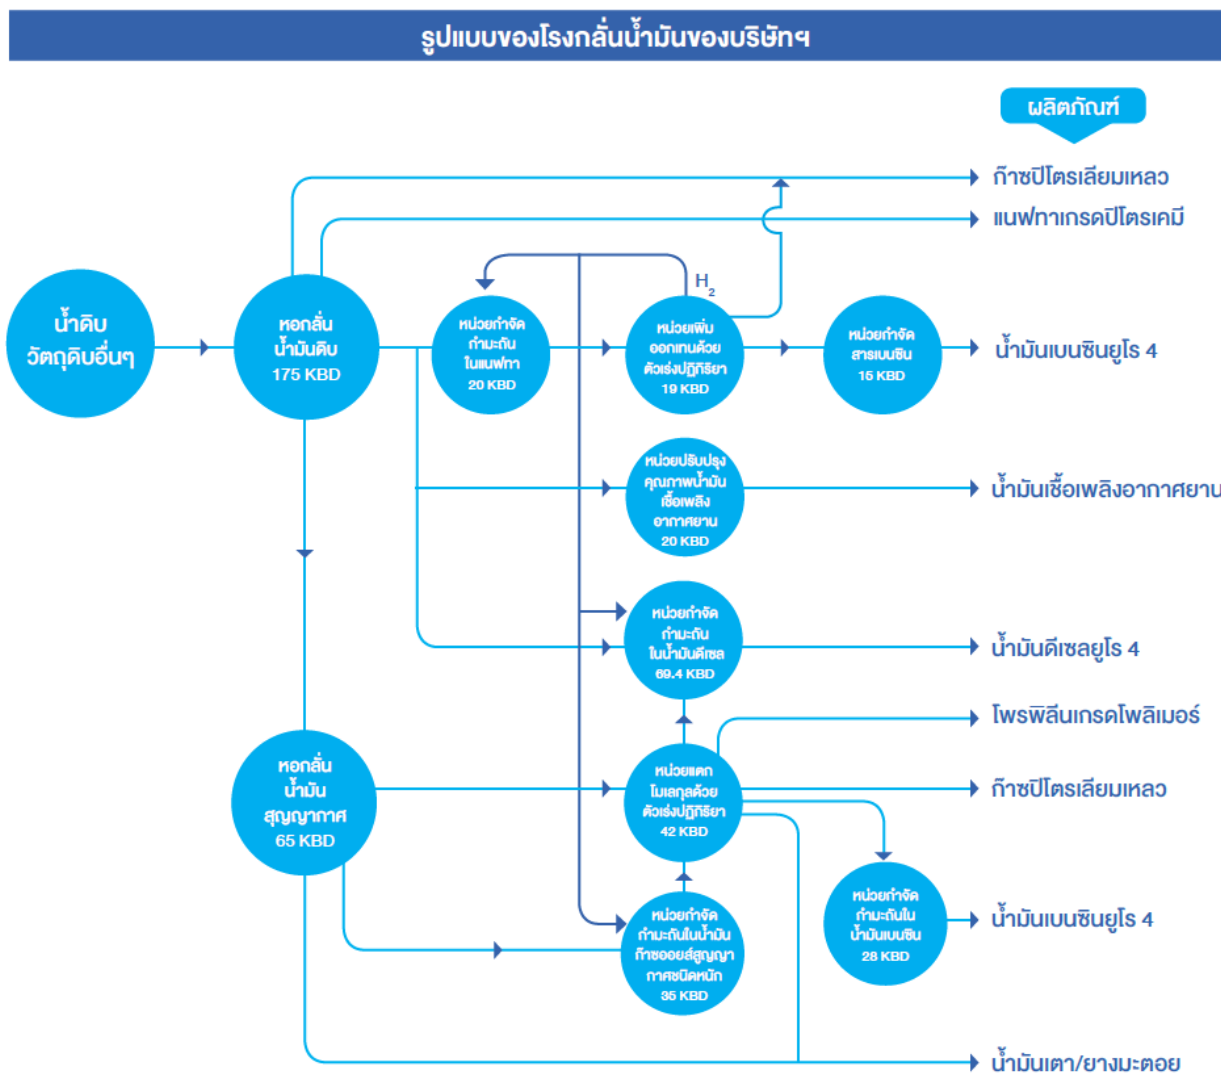 รูปแบบของโรงกลั่นน้ำมันของบริษัทฯ
ผลิตภัณฑ์
ก๊าซปิโตรเลียมเหลว
แนฟทาเกรดปิโตรเคมี
น้ำดิบ
วัตถุดิบอื่นๆ
หอกลั่น
น้ำมันดิบ
175 KBD
หน่วยกำจัด
กำมะถัน
ในแนฟทา
20 KBD
H2
หน่วยเพิ่ม
ออกเทนด้วย
ตัวเร่งปฏิกิริยา
19 KBD
หน่วยกำจัด
สารเบนซิน
15 KBD
น้ำมันเบนซินยูโร 4
หน่วยปรับปรุง
คุณภาพน้ำมัน
เชื้อเพลิง
อากาศยาน
20 KBD
น้ำมันเชื้อเพลิงอากาศยาน
หน่วยกำจัด
กำมะถัน
ในน้ำมันดีเซล
69.4 KBD
น้ำมันดีเซลยูโร 4
โพรพิลีนเกรดโพลิเมอร์
หอกลั่น
น้ำมัน
สุญญากาศ
65 KBD
หน่วยแตก
โมเลกุลด้วย
ตัวเร่งปฏิกิริยา
42 KBD
ก๊าซปิโตรเลียมเหลว
หน่วยกำจัด
กำมะถันในน้ำมัน
ก๊าซออยล์สูญญา
กาศชนิดหนัก
35 KBD
หน่วยกำจัด
กำมะถันใน
น้ำมันเบนซิน
28 KBD
น้ำมันเบนซินยูโร 4
น้ำมันเตา/ยางมะตอย